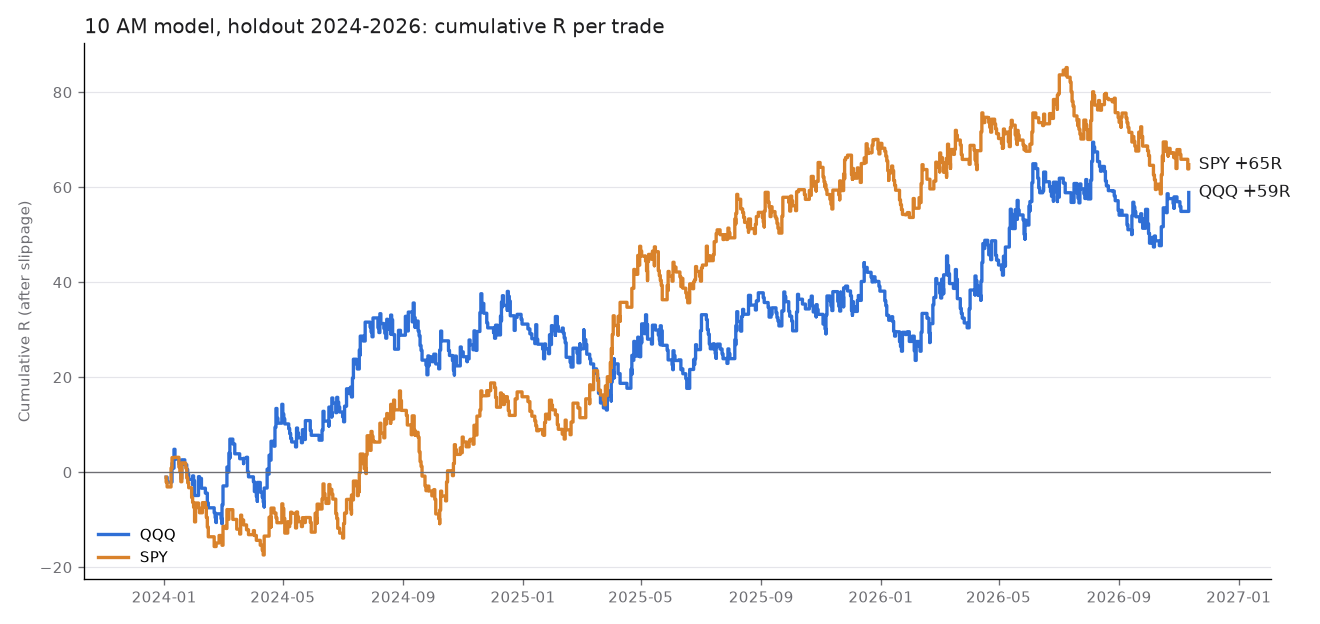 10 AM model, holdout 2024-2026: cumulative R per trade
Cumulative R (after slippage)
80
60
40
20
0
−20
SPY +65R
QQQ +59R
QQQ
SPY
2024-01
2024-05
2024-09
2025-01
2025-05
2025-09
2026-01
2026-05
2026-09
2027-01